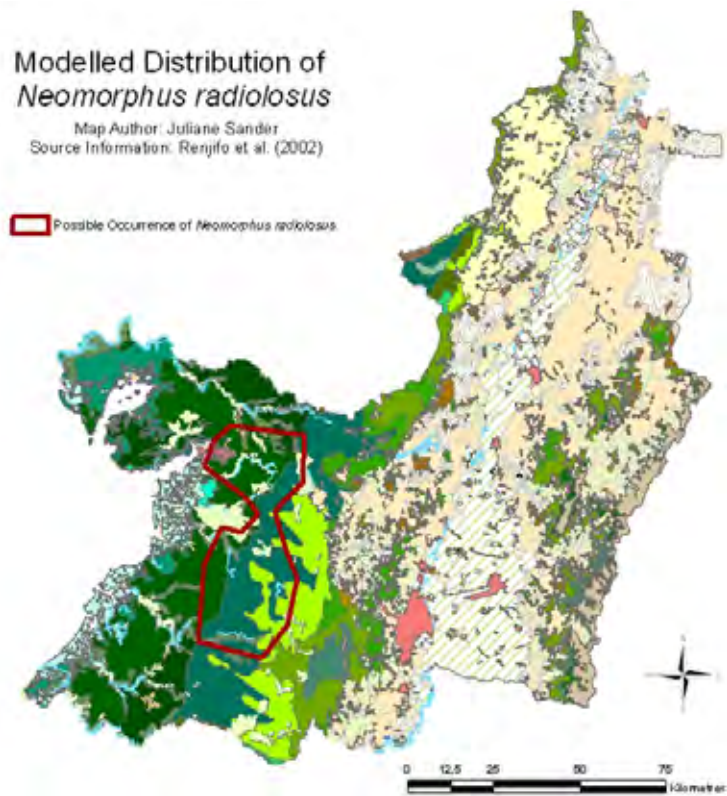 Modelled Distribution of
Neomorphus radiolosus
Map Author: Juliane Sander
Source Information: Renjifo et al. (2002)
Possible Occurrence of Neomorphus radiolosus
0 12,5 25 50 75
Kilometres